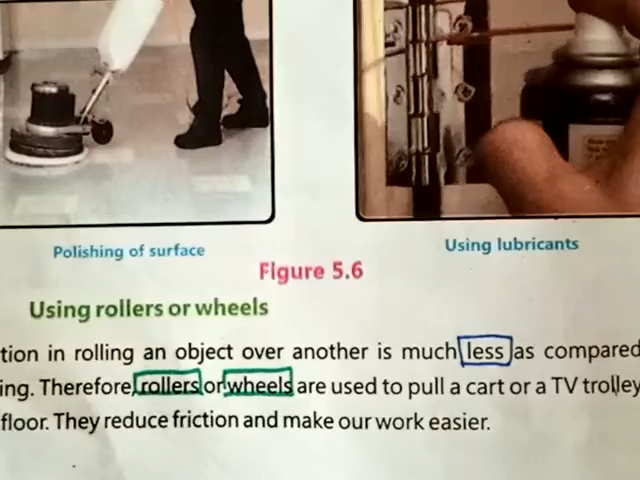 Polishing of surface
Using lubricants
Figure 5.6
Using rollers or wheels
tion in rolling an object over another is much less as compared
ing. Therefore, rollers or wheels are used to pull a cart or a TV trolley
floor. They reduce friction and make our work easier.